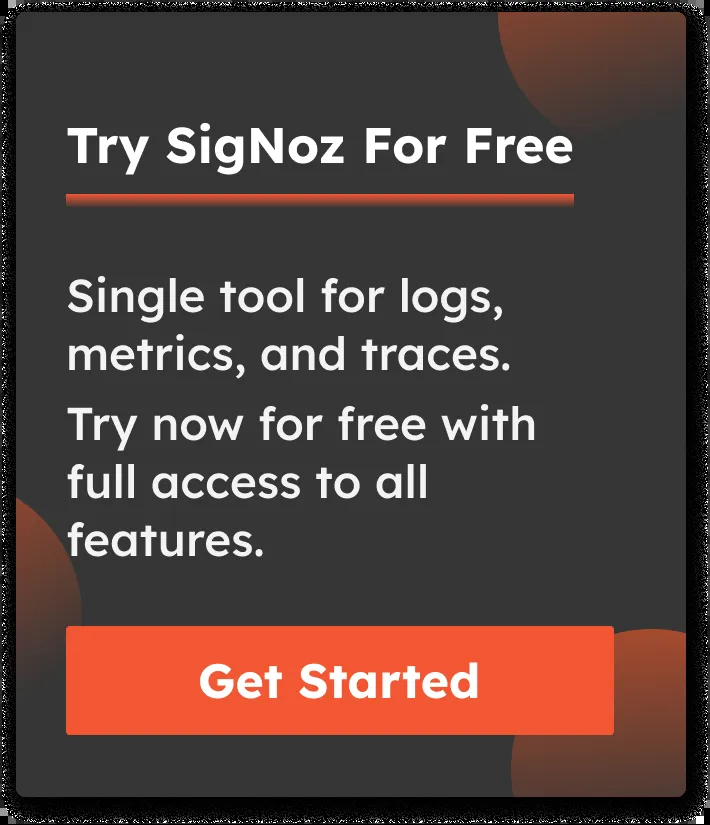 Try SigNoz For Free
Single tool for logs,
metrics, and traces.
Try now for free with
full access to all
features.
Get Started